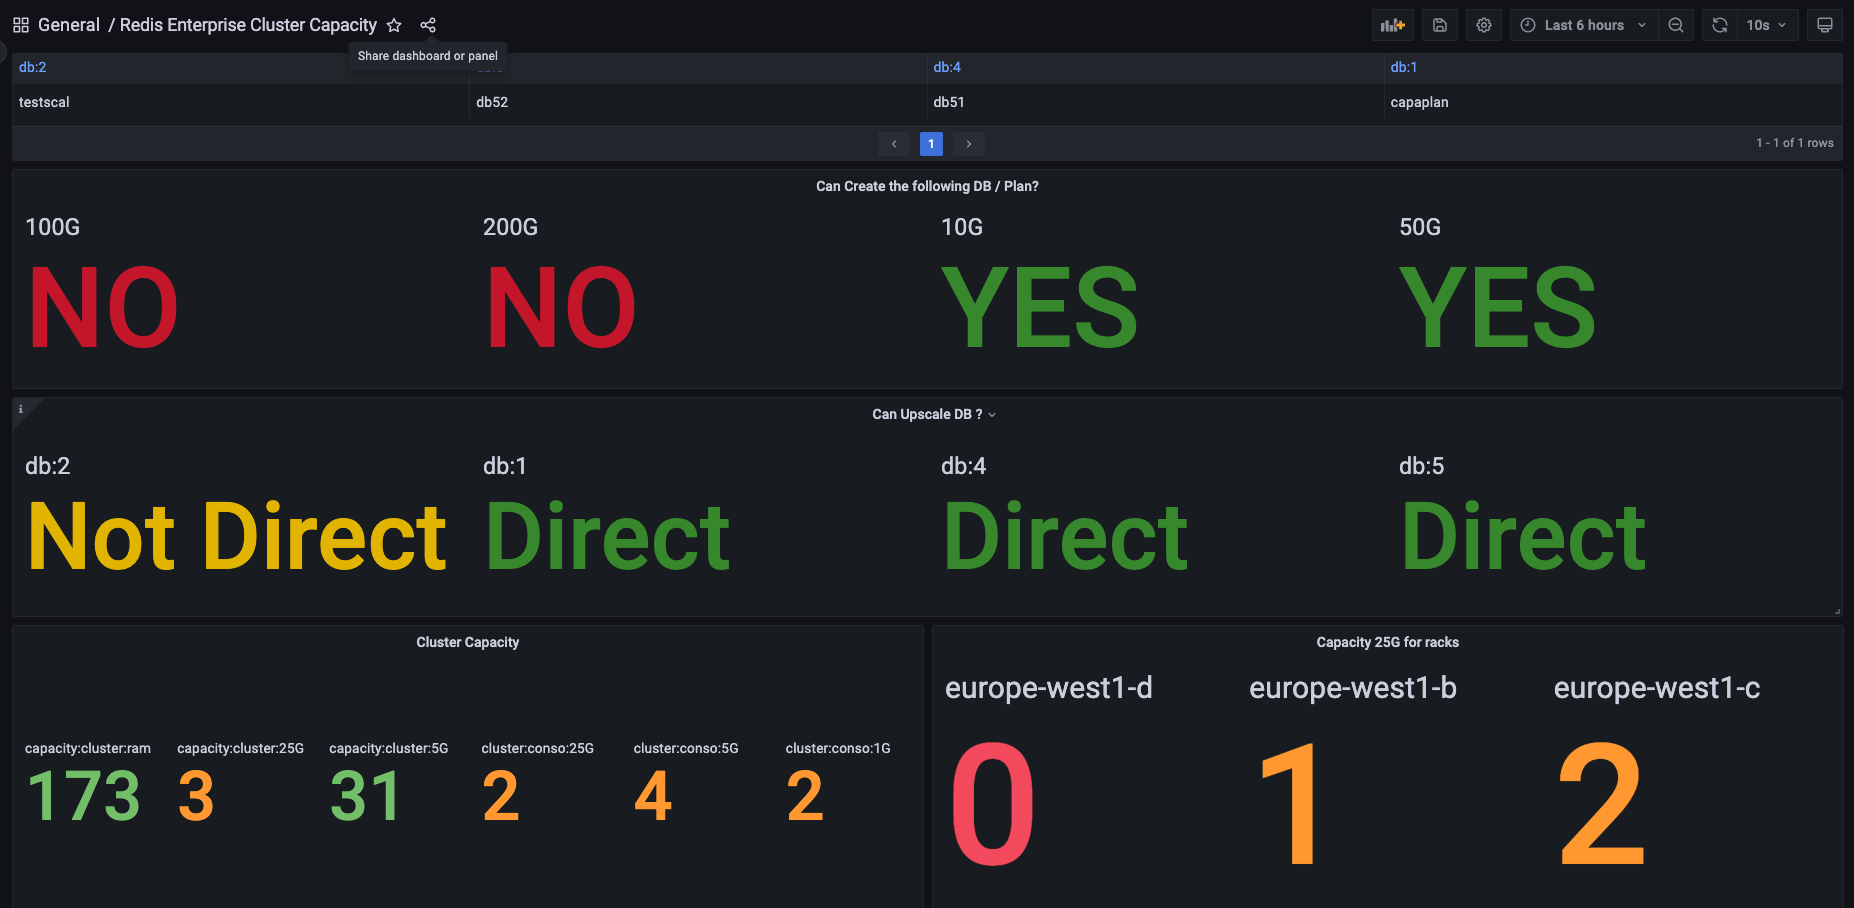 General / Redis Enterprise Cluster Capacity
Last 6 hours
10s
Share dashboard or panel
db:2
db:4
db:1
testscal
db52
db51
capaplan
1
1 - 1 of 1 rows
Can Create the following DB / Plan?
100G
200G
10G
50G
NO
NO
YES
YES
i
Can Upscale DB ?
db:2
db:1
db:4
db:5
Not Direct
Direct
Direct
Direct
Cluster Capacity
capacity:cluster:ram
capacity:cluster:25G
capacity:cluster:5G
cluster:conso:25G
cluster:conso:5G
cluster:conso:1G
173
3
31
2
4
2
Capacity 25G for racks
europe-west1-d
europe-west1-b
europe-west1-c
0
1
2